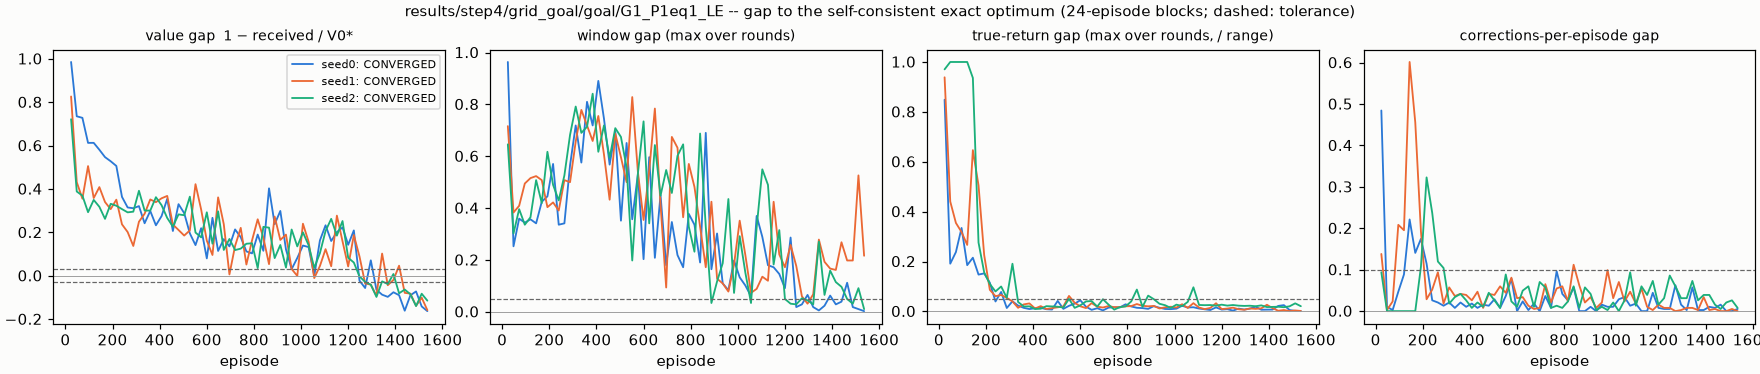 results/step4/grid_goal/goal/G1_P1eq1_LE -- gap to the self-consistent exact optimum (24-episode blocks; dashed: tolerance)
value gap 1 − received / V0*
window gap (max over rounds)
true-return gap (max over rounds, / range)
corrections-per-episode gap
seed0: CONVERGED
seed1: CONVERGED
seed2: CONVERGED
1.0
0.8
0.6
0.4
0.2
0.0
−0.2
0 200 400 600 800 1000 1200 1400 1600
episode
1.0
0.8
0.6
0.4
0.2
0.0
0 200 400 600 800 1000 1200 1400 1600
episode
1.0
0.8
0.6
0.4
0.2
0.0
0 200 400 600 800 1000 1200 1400 1600
episode
0.6
0.5
0.4
0.3
0.2
0.1
0.0
0 200 400 600 800 1000 1200 1400 160
episode